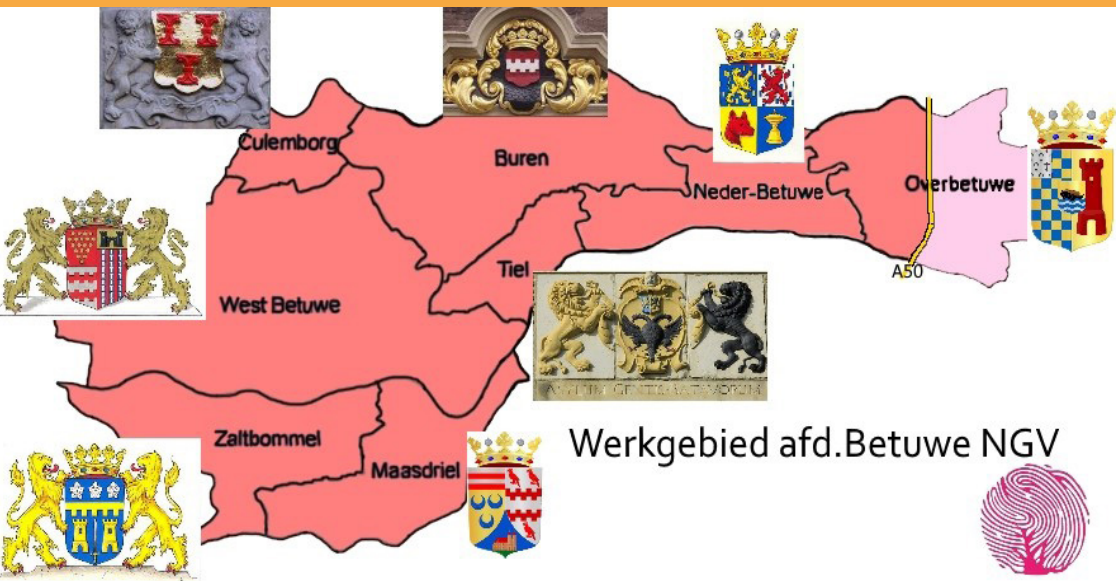 Culemborg
Buren
Neder-Betuwe
Overbetuwe
A50
Tiel
West Betuwe
Zaltbommel
Maasdriel
Werkgebied afd.Betuwe NGV